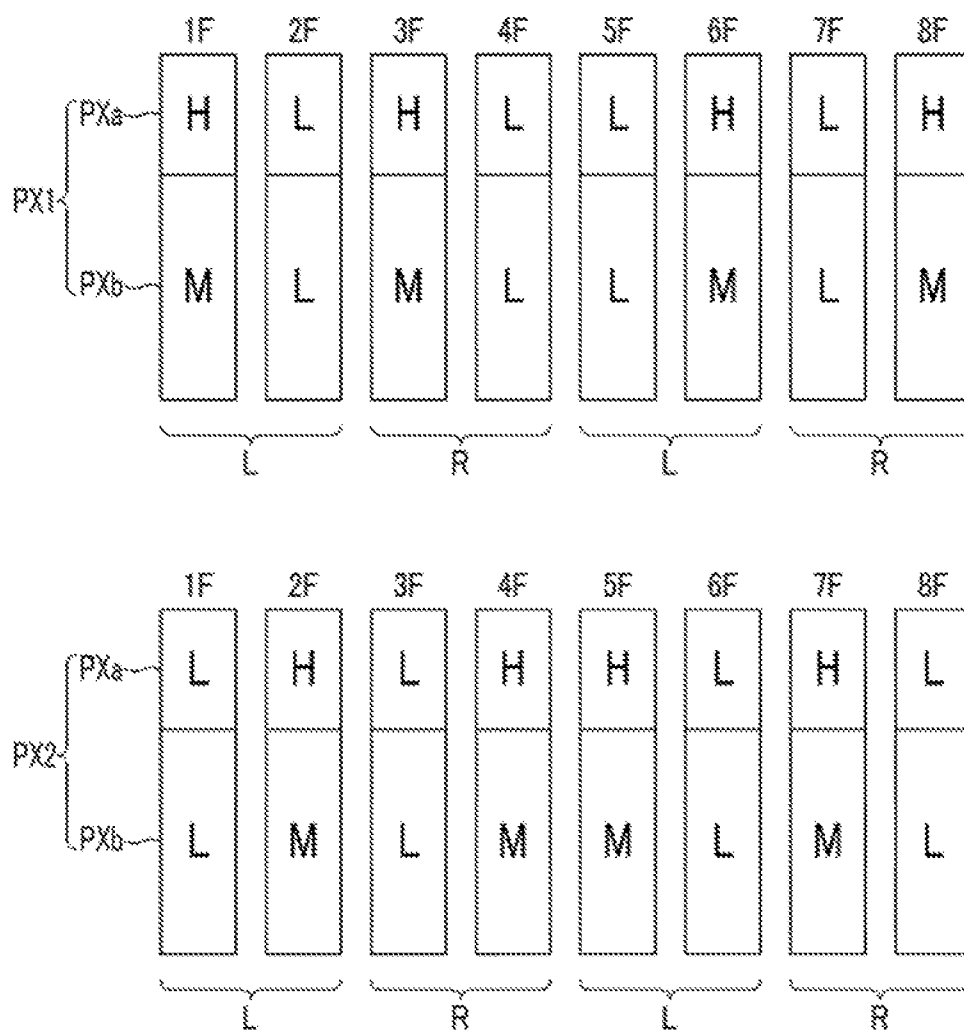 1F 2F 3F 4F 5F 6F 7F 8F
PXa H L H L L H L H
PX1
PXb M L M L L M L M
L R L R
1F 2F 3F 4F 5F 6F 7F 8F
PXa L H L H H L H L
PX2
PXb L M L M M L M L
L R L R